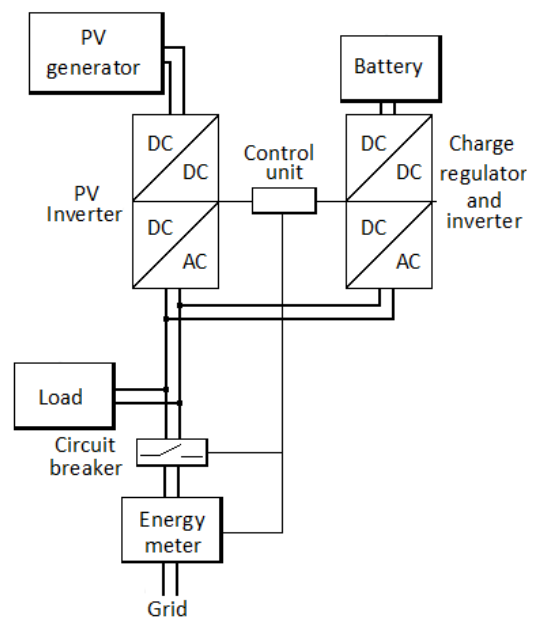 PV
generator
Battery
DC
DC
PV
Inverter
DC
AC
Control
unit
DC
DC
Charge
regulator
and
inverter
DC
AC
Load
Circuit
breaker
Energy
meter
Grid